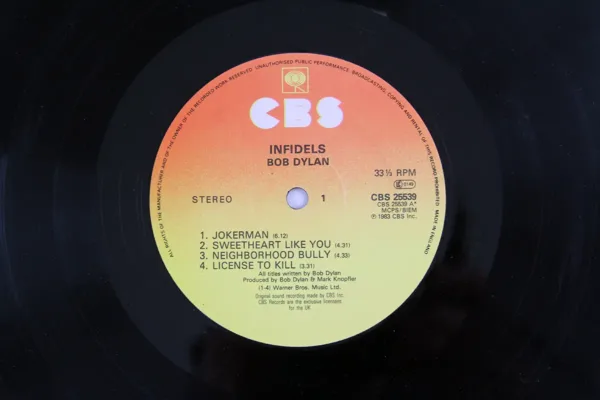 ALL RIGHTS OF THE MANUFACTURER AND OF THE OWNER OF THE RECORDED WORK RESERVED. UNAUTHORISED PUBLIC PERFORMANCE, BROADCASTING, COPYING AND RENTAL OF THIS RECORD PROHIBITED. MADE IN ENGLAND
CBS
INFIDELS
BOB DYLAN
33 ⅓ RPM
STEREO
1
CBS 25539
CBS 25539 A*
MCPS/BIEM
℗ 1983 CBS Inc.
1. JOKERMAN (6.12)
2. SWEETHEART LIKE YOU (4.31)
3. NEIGHBORHOOD BULLY (4.33)
4. LICENSE TO KILL (3.31)
All titles written by Bob Dylan
Produced by Bob Dylan & Mark Knopfler
(1-4) Warner Bros. Music Ltd.
Original sound recording made by CBS Inc.
CBS Records are the exclusive licensees
for the UK